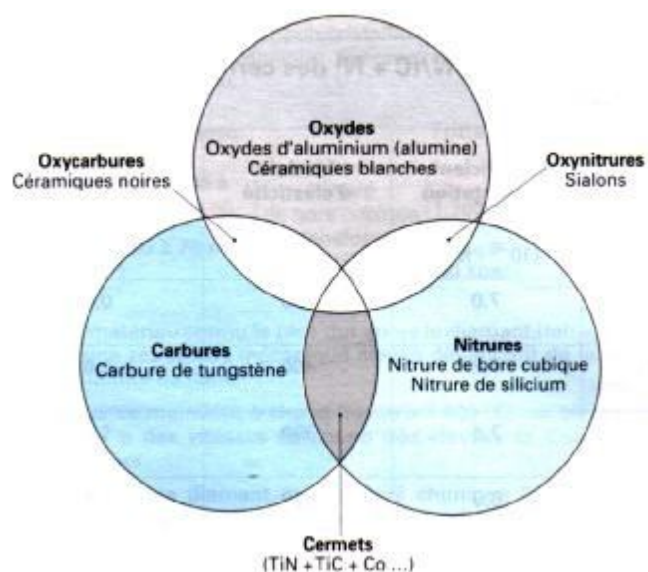 Oxydes
Oxydes d'aluminium (alumine)
Céramiques blanches
Oxycarbures
Céramiques noires
Oxynitrures
Sialons
Carbures
Carbure de tungstène
Nitrures
Nitrure de bore cubique
Nitrure de silicium
Cermets
(TiN + TiC + Co ...)